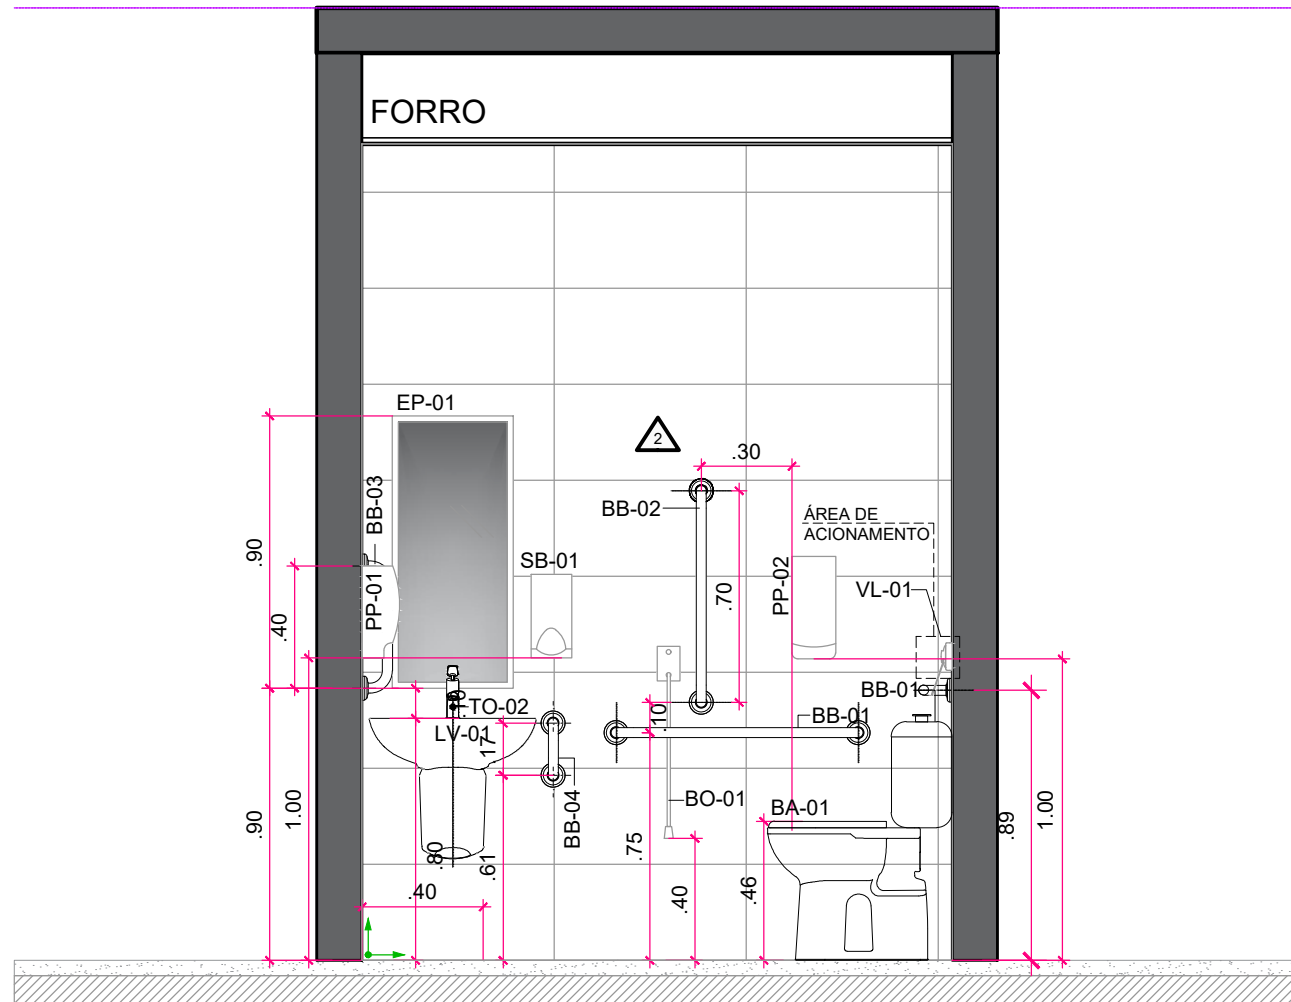 FORRO
EP-01
2
.30
BB-03
BB-02
ÁREA DE
ACIONAMENTO
.90
SB-01
PP-02
PP-01
.70
VL-01
.40
BB-01
TO-02
.10
BB-01
LV-01
.17
BO-01
BA-01
BB-04
.90
1.00
.80
.61
.75
.40
.46
.89
1.00
.40